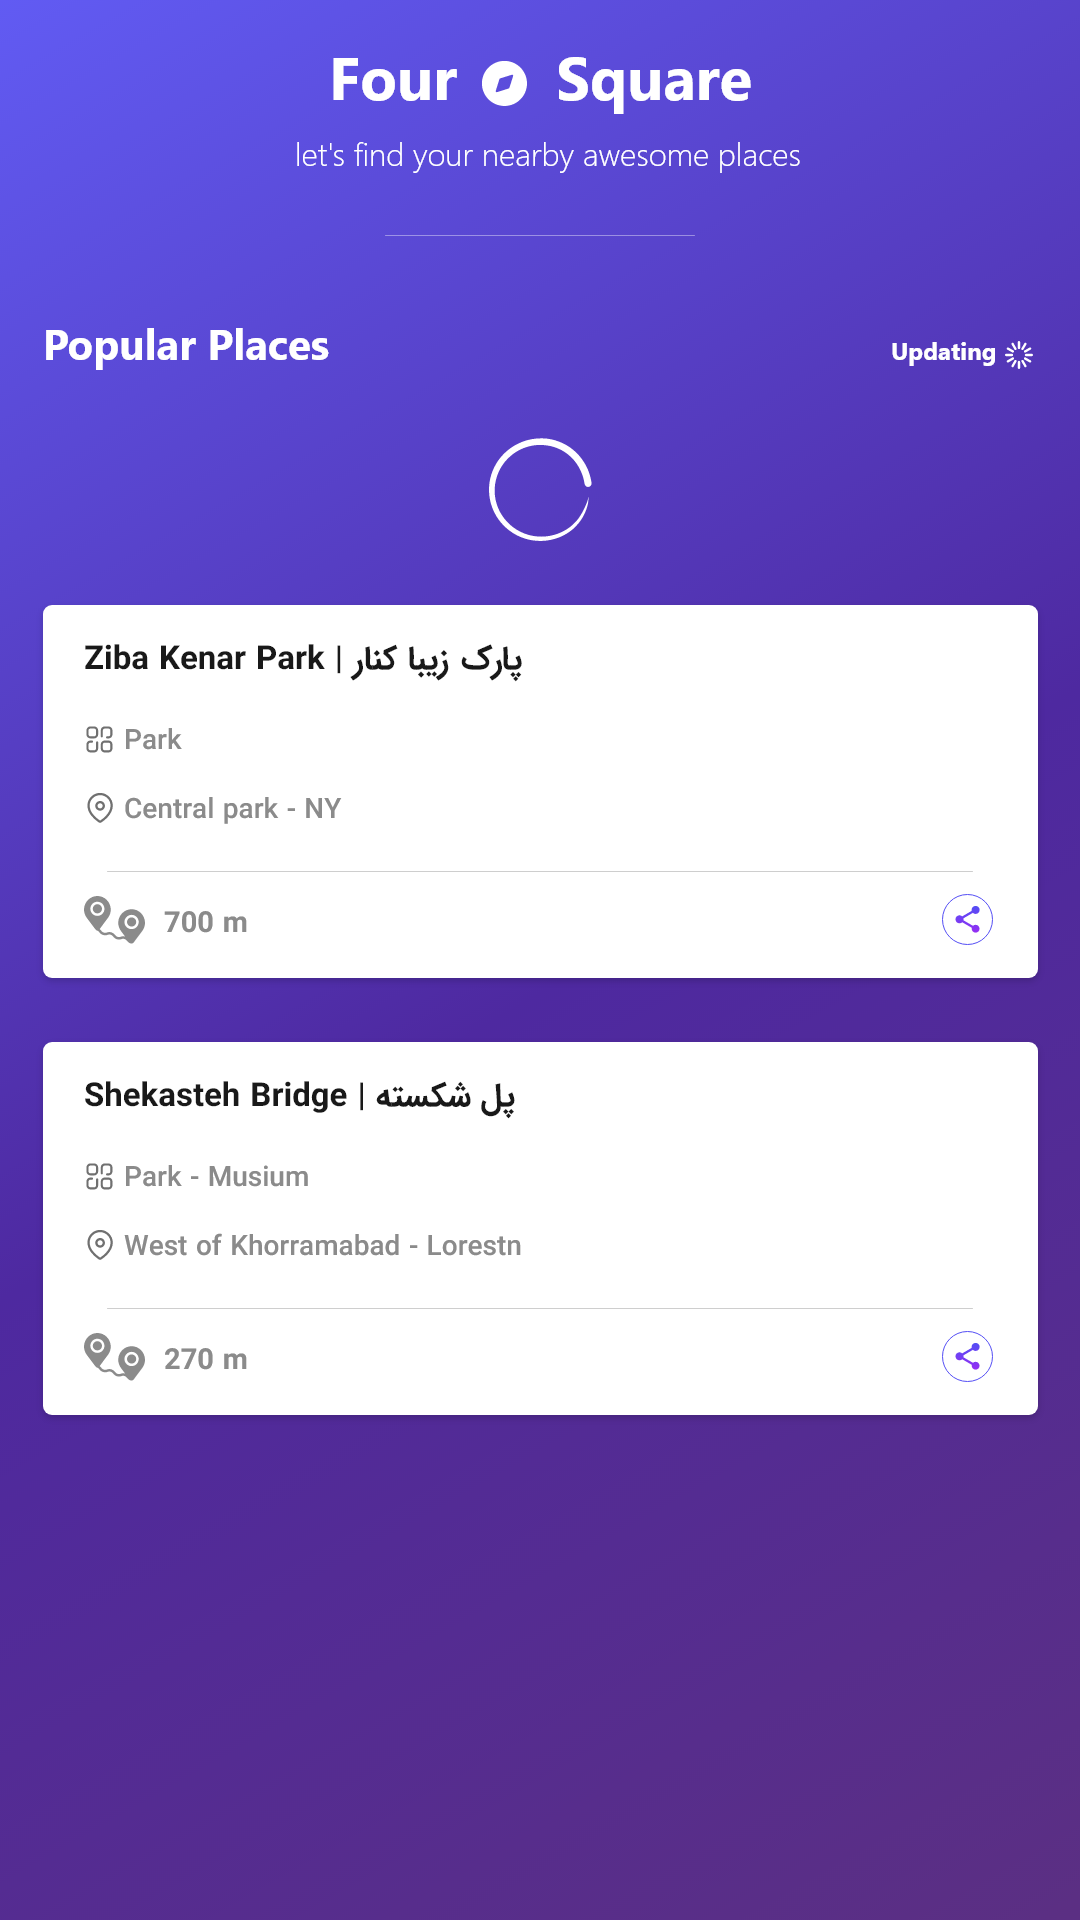 Four Square
let's find your nearby awesome places
Popular Places
Updating
Ziba Kenar Park | پارک زیبا کنار
Park
Central park - NY
700 m
Shekasteh Bridge | پل شکسته
Park - Musium
West of Khorramabad - Lorestn
270 m